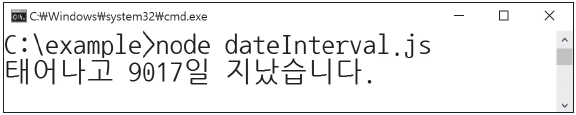 C:₩Windows₩system32₩cmd.exe
C:\example>node dateInterval.js
태어나고 9017일 지났습니다.